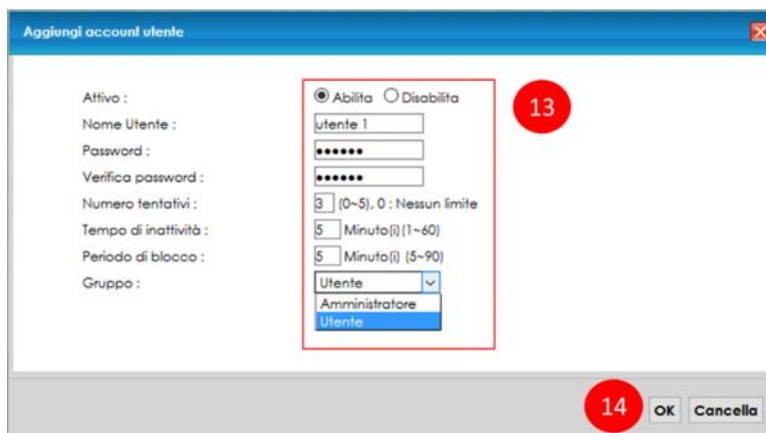 Aggiungi account utente
Attivo : Abilita Disabilita
13
Nome Utente : utente 1
Password : ••••••
Verifica password : ••••••
Numero tentativi : 3 (0~5), 0 : Nessun limite
Tempo di inattività : 5 Minuto(i)(1~60)
Periodo di blocco : 5 Minuto(i) (5~90)
Gruppo : Utente
Amministratore
Utente
14 OK Cancella